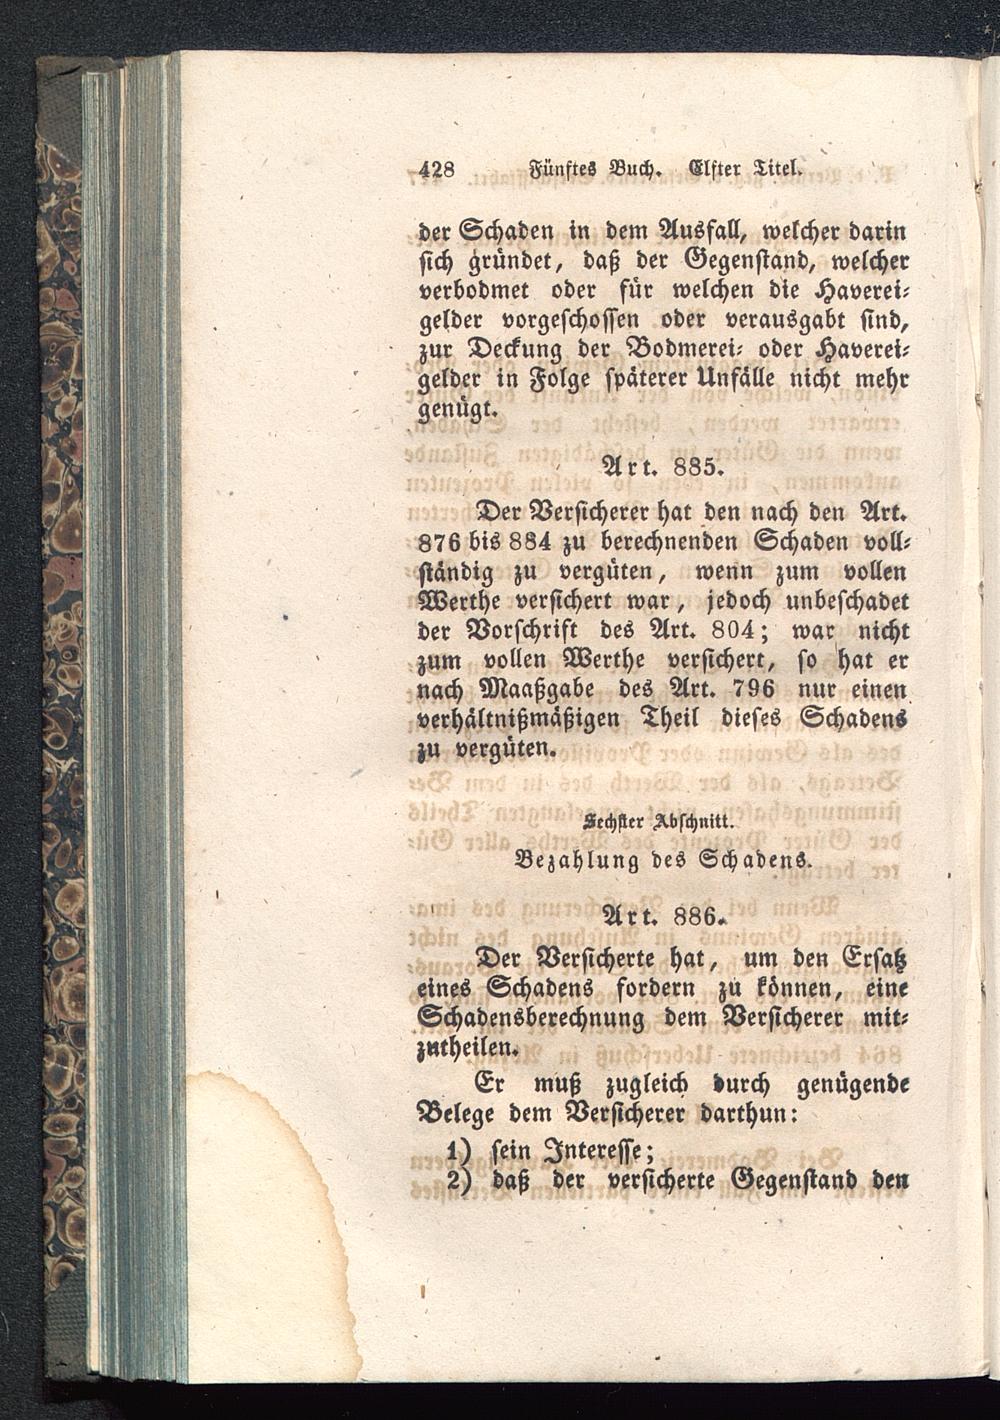 428 Fünftes Buch. Elfter Titel.
der Schaden in dem Ausfall, welcher darin
sich gründet, daß der Gegenstand, welcher
verbodmet oder für welchen die Haverei-
gelder vorgeschossen oder verausgabt sind,
zur Deckung der Bodmerei- oder Haverei-
gelder in Folge späterer Unfälle nicht mehr
genügt.
Art. 885.
Der Versicherer hat den nach den Art.
876 bis 884 zu berechnenden Schaden voll-
ständig zu vergüten, wenn zum vollen
Werthe versichert war, jedoch unbeschadet
der Vorschrift des Art. 804; war nicht
zum vollen Werthe versichert, so hat er
nach Maaßgabe des Art. 796 nur einen
verhältnißmäßigen Theil dieses Schadens
zu vergüten.
Sechster Abschnitt.
Bezahlung des Schadens.
Art. 886.
Der Versicherte hat, um den Ersatz
eines Schadens fordern zu können, eine
Schadensberechnung dem Versicherer mit-
zutheilen.
Er muß zugleich durch genügende
Belege dem Versicherer darthun:
1) sein Interesse;
2) daß der versicherte Gegenstand den